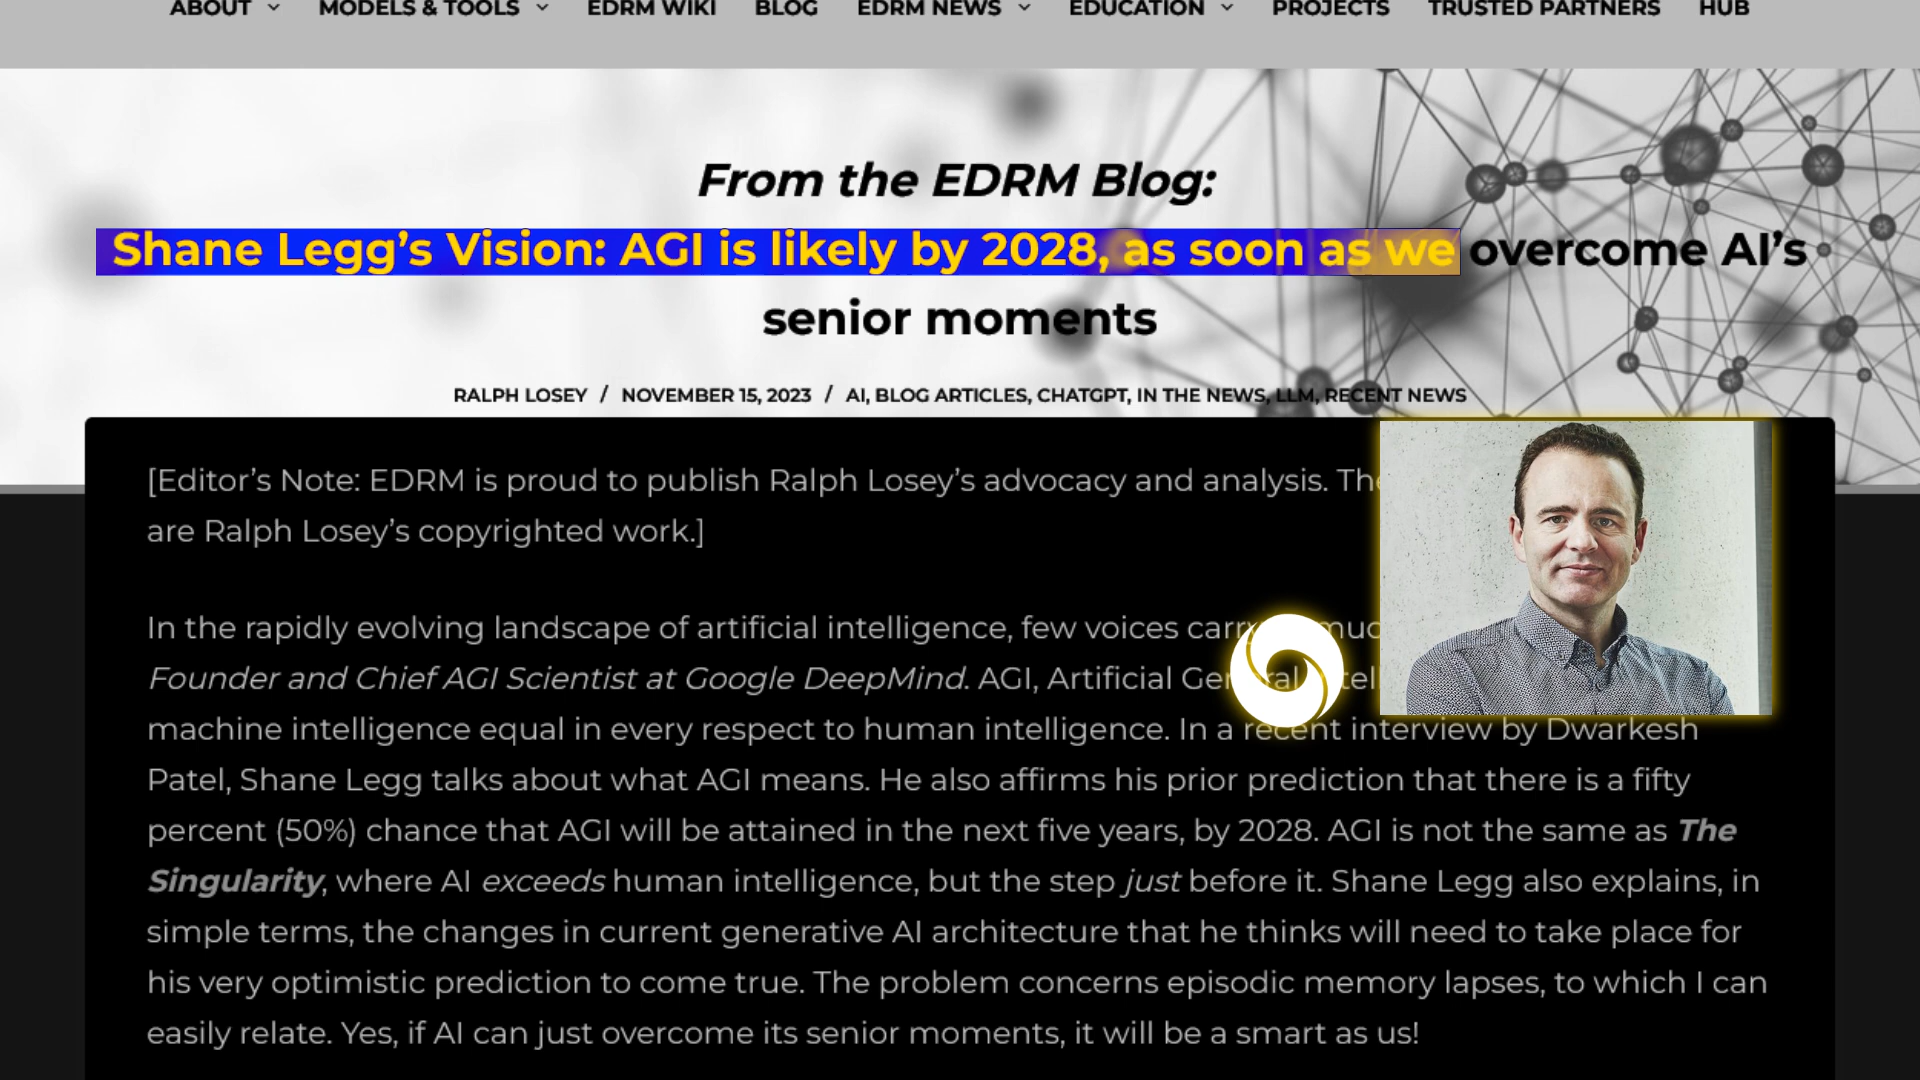 ABOUT MODELS & TOOLS EDRM WIKI BLOG EDRM NEWS EDUCATION PROJECTS TRUSTED PARTNERS HUB
From the EDRM Blog:
Shane Legg’s Vision: AGI is likely by 2028, as soon as we overcome AI’s
senior moments
RALPH LOSEY / NOVEMBER 15, 2023 / AI, BLOG ARTICLES, CHATGPT, IN THE NEWS, LLM, RECENT NEWS
[Editor’s Note: EDRM is proud to publish Ralph Losey’s advocacy and analysis.
are Ralph Losey’s copyrighted work.]
In the rapidly evolving landscape of artificial intelligence, few voices
Founder and Chief AGI Scientist at Google DeepMind. AGI, Artificial General
machine intelligence equal in every respect to human intelligence. In a recent interview by Dwarkesh
Patel, Shane Legg talks about what AGI means. He also affirms his prior prediction that there is a fifty
percent (50%) chance that AGI will be attained in the next five years, by 2028. AGI is not the same as The
Singularity, where AI exceeds human intelligence, but the step just before it. Shane Legg also explains, in
simple terms, the changes in current generative AI architecture that he thinks will need to take place for
his very optimistic prediction to come true. The problem concerns episodic memory lapses, to which I can
easily relate. Yes, if AI can just overcome its senior moments, it will be a smart as us!